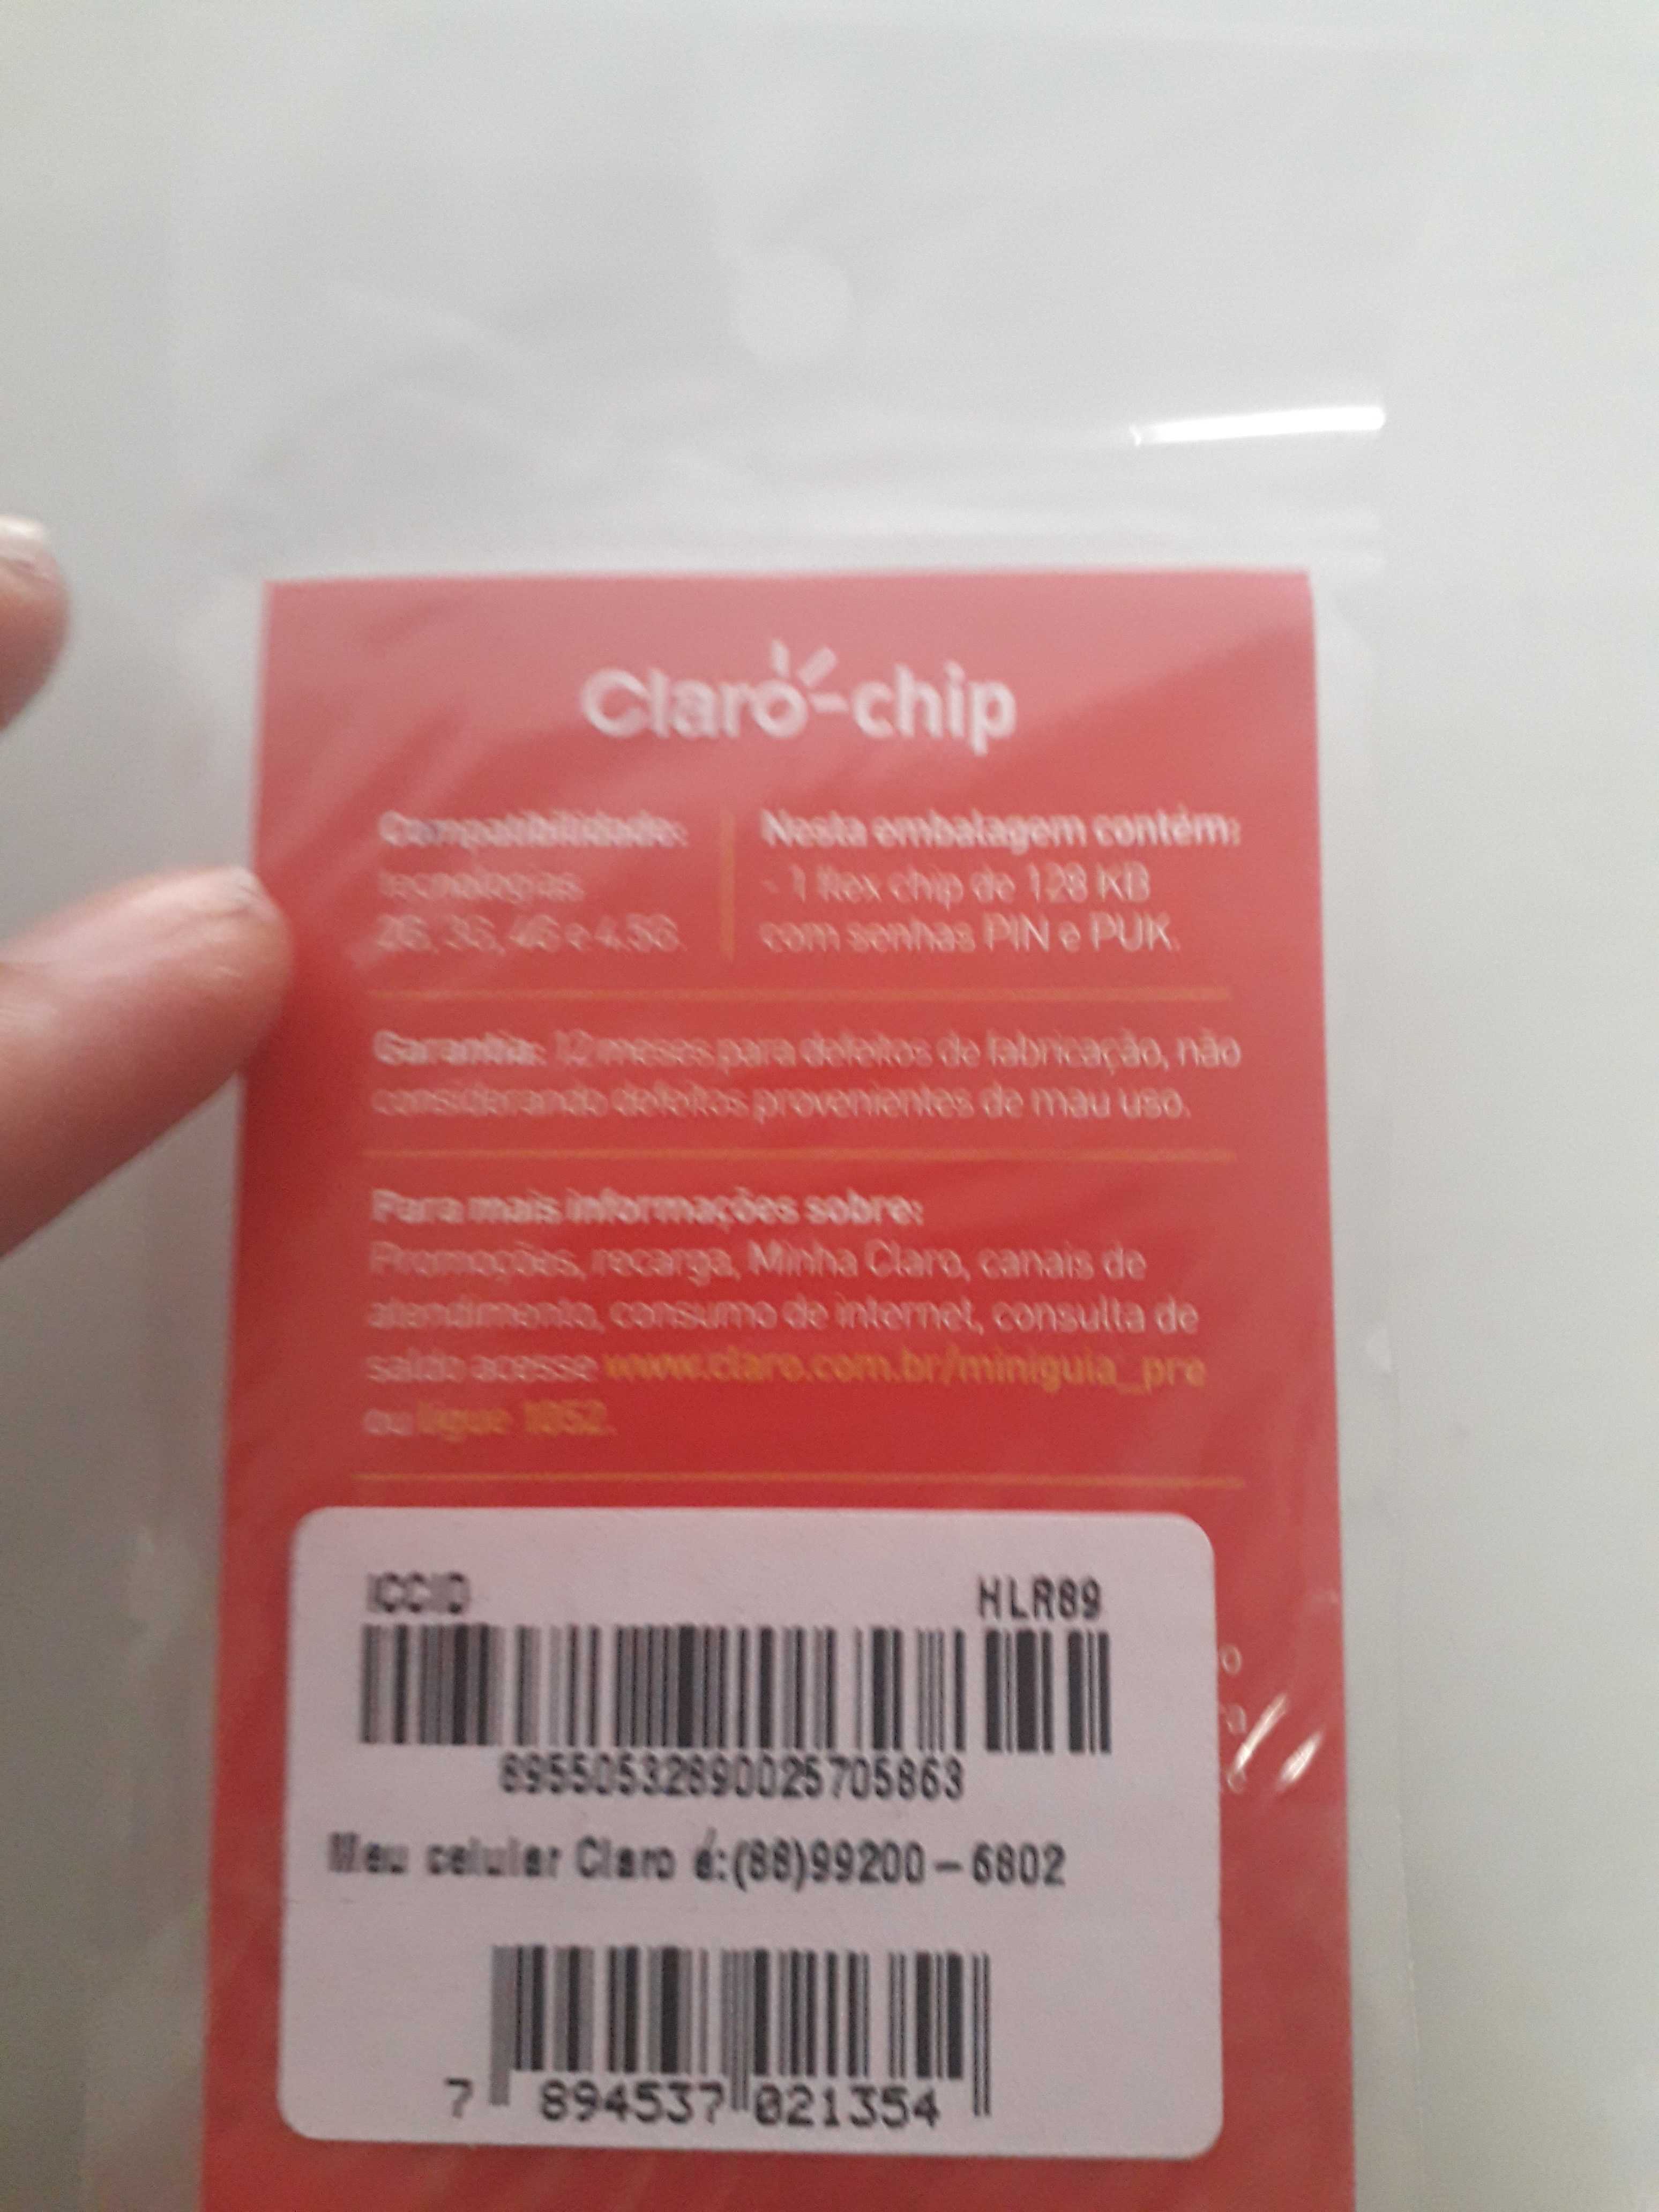 Claro-chip
Compatibilidade:
tecnologias
2G, 3G, 4G e 4.5G.
Nesta embalagem contém:
- 1 flex chip de 128 KB
com senhas PIN e PUK.
Garantia: 12 meses para defeitos de fabricação, não
considerando defeitos provenientes de mau uso.
Para mais informações sobre:
Promoções, recarga, Minha Claro, canais de
atendimento, consumo de internet, consulta de
saldo acesse www.claro.com.br/miniguia_pre
ou ligue 1052.
ICCID HLR89
89550532890025705863
Meu celular Claro é:(88)99200-6802
7 894537 021354